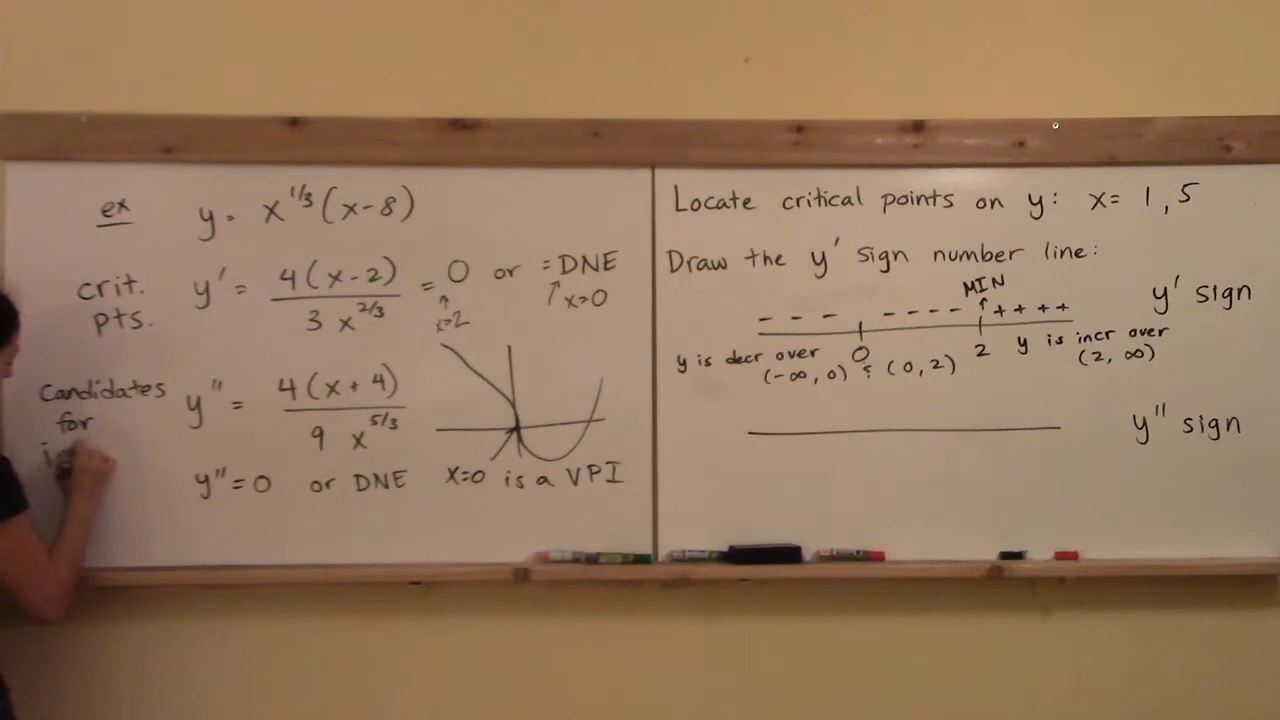 ex y = x^{1/3}(x-8)
crit. pts. y' = \frac{4(x-2)}{3 x^{2/3}} = 0 or = DNE
↑ x=2 ↑ x=0
Candidates for y'' = \frac{4(x+4)}{9 x^{5/3}}
y''=0 or DNE x=0 is a VPI
Locate critical points on y: x= 1,5
Draw the y' sign number line:
MIN
- - - - - - - ↑ + + + + y' sign
0 2
y is decr over (-∞, 0) & (0, 2) y is incr over (2, ∞)
y'' sign